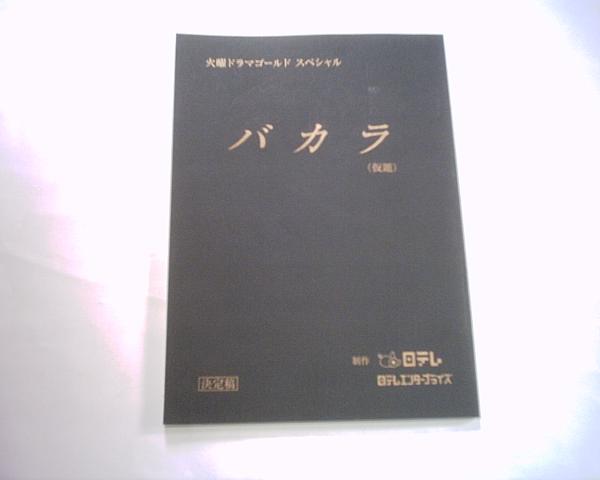 火曜ドラマゴールド スペシャル
バカラ
(仮題)
制作 日テレ
日テレエンタープライズ
決定稿